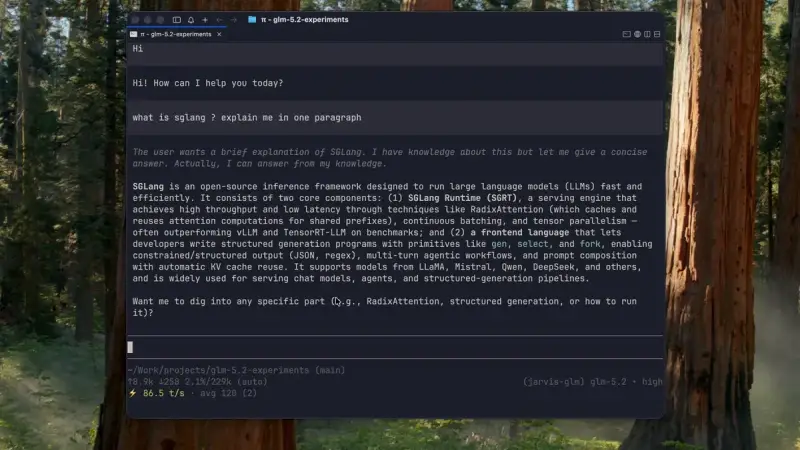 π - glm-5.2-experiments
π - glm-5.2-experiments ×
Hi
Hi! How can I help you today?
what is sglang ? explain me in one paragraph
The user wants a brief explanation of SGLang. I have knowledge about this but let me give a concise
answer. Actually, I can answer from my knowledge.
SGLang is an open-source inference framework designed to run large language models (LLMs) fast and
efficiently. It consists of two core components: (1) SGLang Runtime (SGRT), a serving engine that
achieves high throughput and low latency through techniques like RadixAttention (which caches and
reuses attention computations for shared prefixes), continuous batching, and tensor parallelism —
often outperforming vLLM and TensorRT-LLM on benchmarks; and (2) a frontend language that lets
developers write structured generation programs with primitives like gen, select, and fork, enabling
constrained/structured output (JSON, regex), multi-turn agentic workflows, and prompt composition
with automatic KV cache reuse. It supports models from LLaMA, Mistral, Qwen, DeepSeek, and others,
and is widely used for serving chat models, agents, and structured-generation pipelines.
Want me to dig into any specific part (e.g., RadixAttention, structured generation, or how to run
it)?
~/Work/projects/glm-5.2-experiments (main)
↑8.9k ↓258 2.1%/229k (auto) (jarvis-glm) glm-5.2 • high
⚡ 86.5 t/s · avg 120 (2)